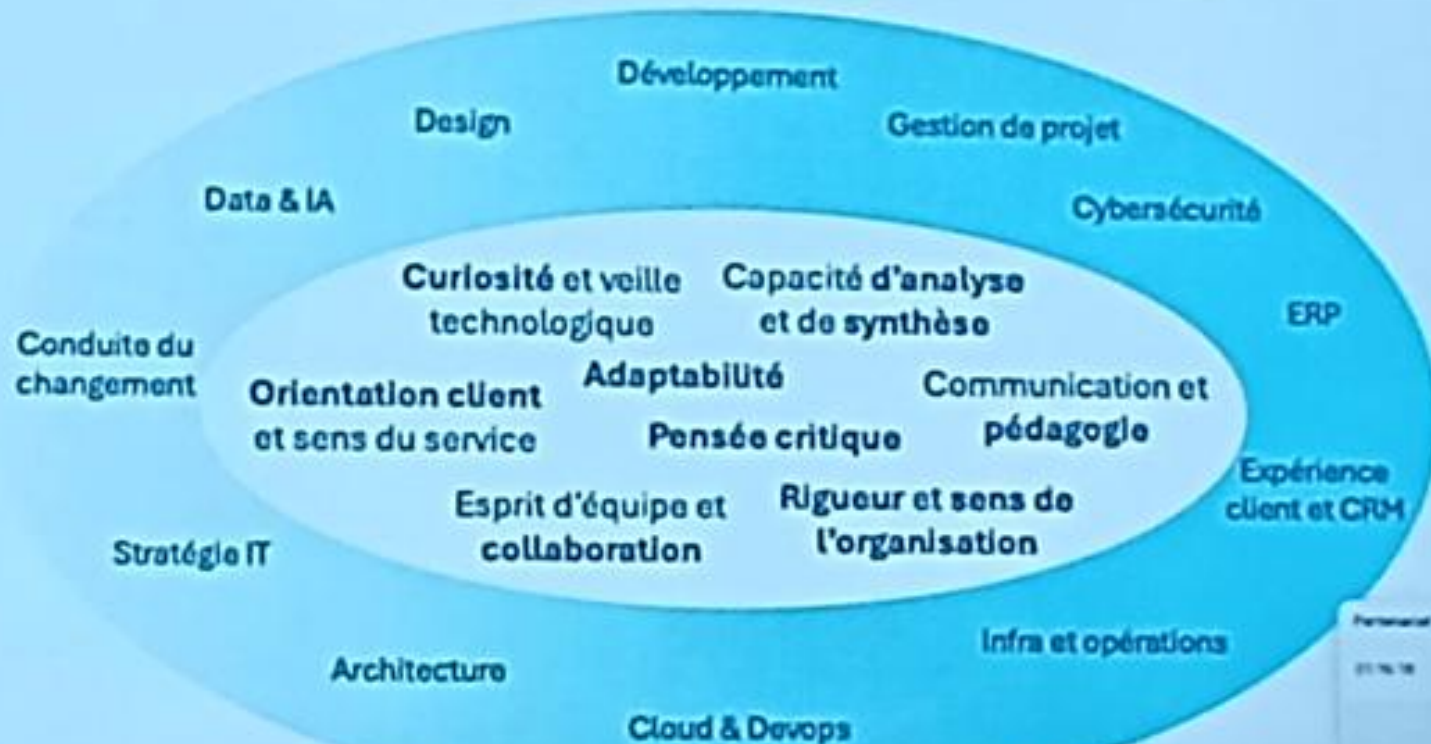 Développement
Design
Gestion de projet
Data & IA
Cybersécurité
Curiosité et veille
technologique
Capacité d'analyse
et de synthèse
ERP
Conduite du
changement
Adaptabilité
Orientation client
et sens du service
Communication et
pédagogie
Pensée critique
Expérience
client et CRM
Esprit d'équipe et
collaboration
Rigueur et sens de
l'organisation
Stratégie IT
Infra et opérations
Architecture
Cloud & Devops